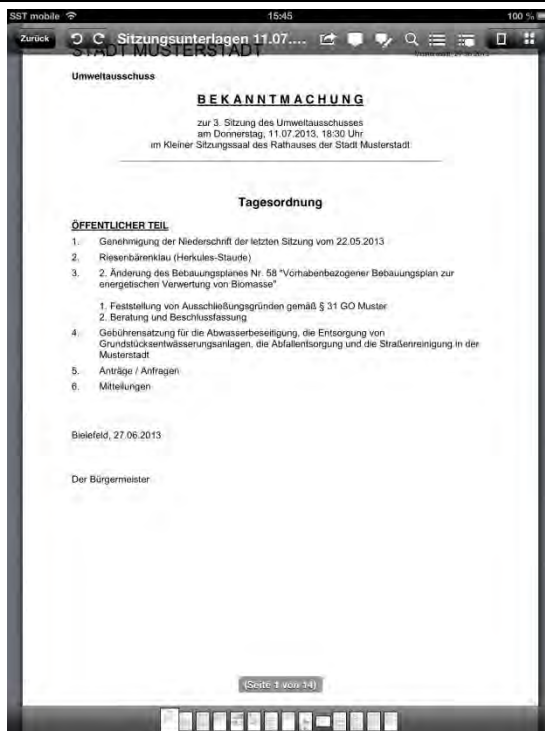 SST mobile 15:45 100 %
Zurück Sitzungsunterlagen 11.07....
STADT MUSTERSTADT
Umweltausschuss
BEKANNTMACHUNG
zur 3. Sitzung des Umweltausschusses
am Donnerstag, 11.07.2013, 18:30 Uhr
im Kleiner Sitzungssaal des Rathauses der Stadt Musterstadt
Tagesordnung
ÖFFENTLICHER TEIL
1. Genehmigung der Niederschrift der letzten Sitzung vom 22.05.2013
2. Riesenbärenklau (Herkules-Staude)
3. 2. Änderung des Bebauungsplanes Nr. 58 "Vorhabenbezogener Bebauungsplan zur
energetischen Verwertung von Biomasse"
1. Feststellung von Ausschließungsgründen gemäß § 31 GO Muster
2. Beratung und Beschlussfassung
4. Gebührensatzung für die Abwasserbeseitigung, die Entsorgung von
Grundstücksentwässerungsanlagen, die Abfallentsorgung und die Straßenreinigung in der
Musterstadt
5. Anträge / Anfragen
6. Mitteilungen
Bielefeld, 27.06.2013
Der Bürgermeister
(Seite 1 von 14)